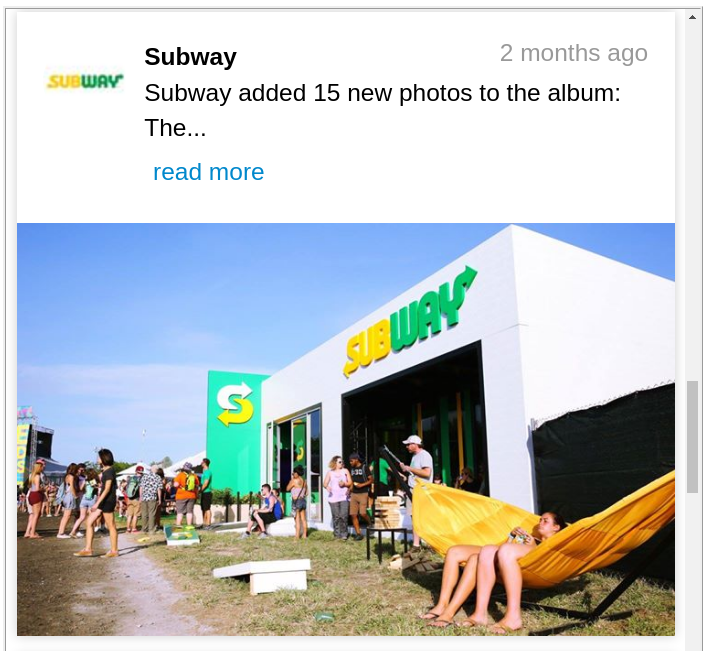 SUBWAY
Subway
2 months ago
Subway added 15 new photos to the album:
The...
read more
SUBWAY